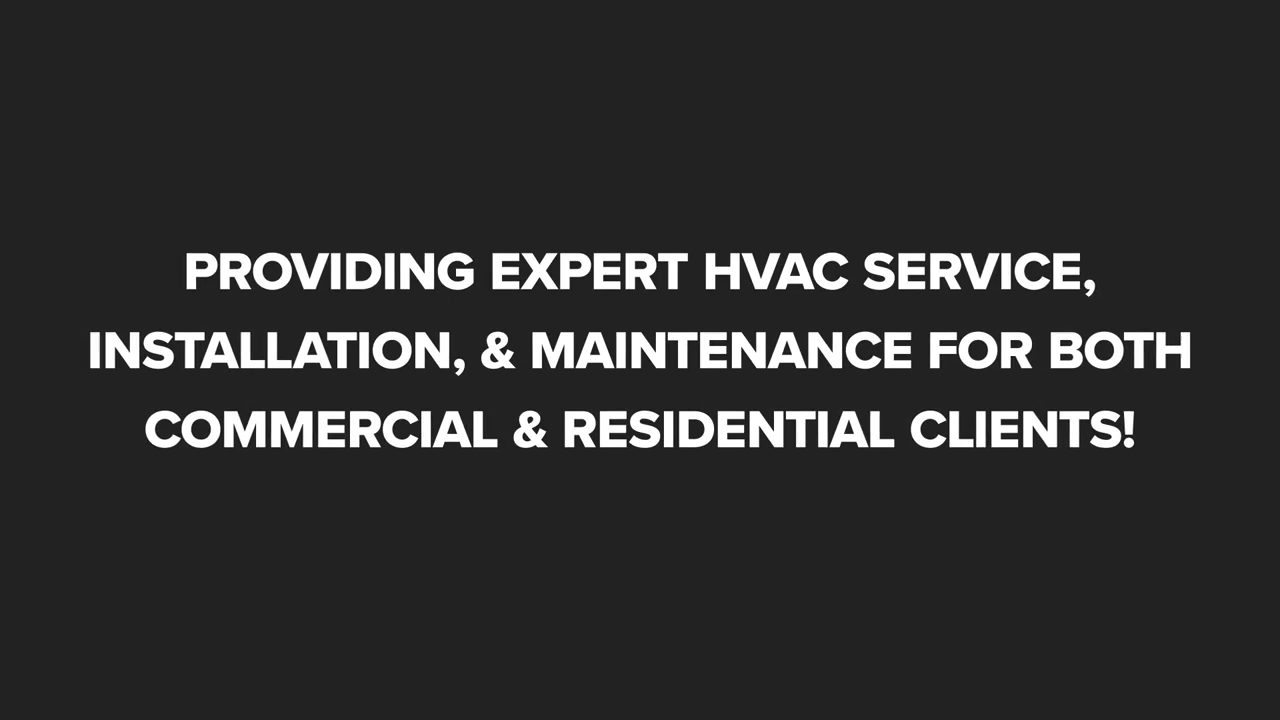 PROVIDING EXPERT HVAC SERVICE,
INSTALLATION, & MAINTENANCE FOR BOTH
COMMERCIAL & RESIDENTIAL CLIENTS!